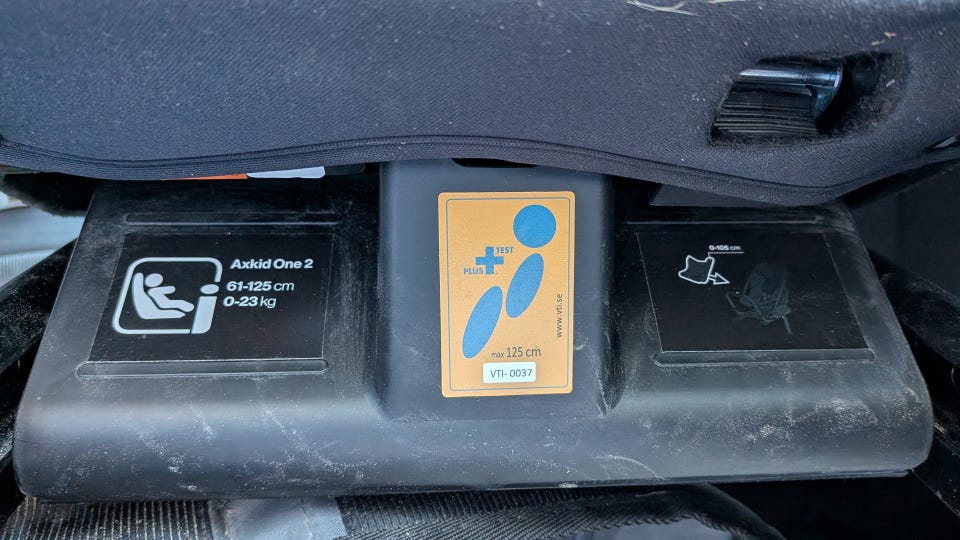 Axkid One 2
61-125 cm
0-23 kg
PLUS TEST
www.vti.se
max 125 cm
VTI- 0037
0-105 cm